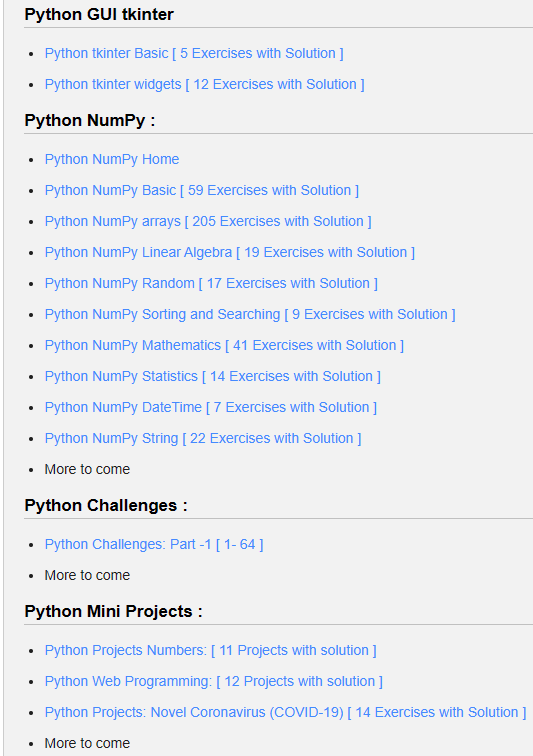 Python GUI tkinter
Python tkinter Basic [ 5 Exercises with Solution ]
Python tkinter widgets [ 12 Exercises with Solution ]
Python NumPy :
Python NumPy Home
Python NumPy Basic [ 59 Exercises with Solution ]
Python NumPy arrays [ 205 Exercises with Solution ]
Python NumPy Linear Algebra [ 19 Exercises with Solution ]
Python NumPy Random [ 17 Exercises with Solution ]
Python NumPy Sorting and Searching [ 9 Exercises with Solution ]
Python NumPy Mathematics [ 41 Exercises with Solution ]
Python NumPy Statistics [ 14 Exercises with Solution ]
Python NumPy DateTime [ 7 Exercises with Solution ]
Python NumPy String [ 22 Exercises with Solution ]
More to come
Python Challenges :
Python Challenges: Part -1 [ 1- 64 ]
More to come
Python Mini Projects :
Python Projects Numbers: [ 11 Projects with solution ]
Python Web Programming: [ 12 Projects with solution ]
Python Projects: Novel Coronavirus (COVID-19) [ 14 Exercises with Solution ]
More to come